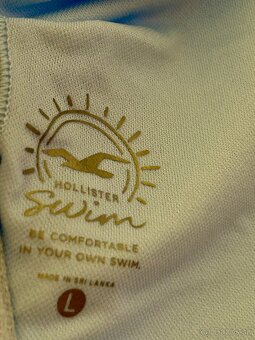 HOLLISTER
Swim
BE COMFORTABLE
IN YOUR OWN SWIM.
MADE IN SRI LANKA
L